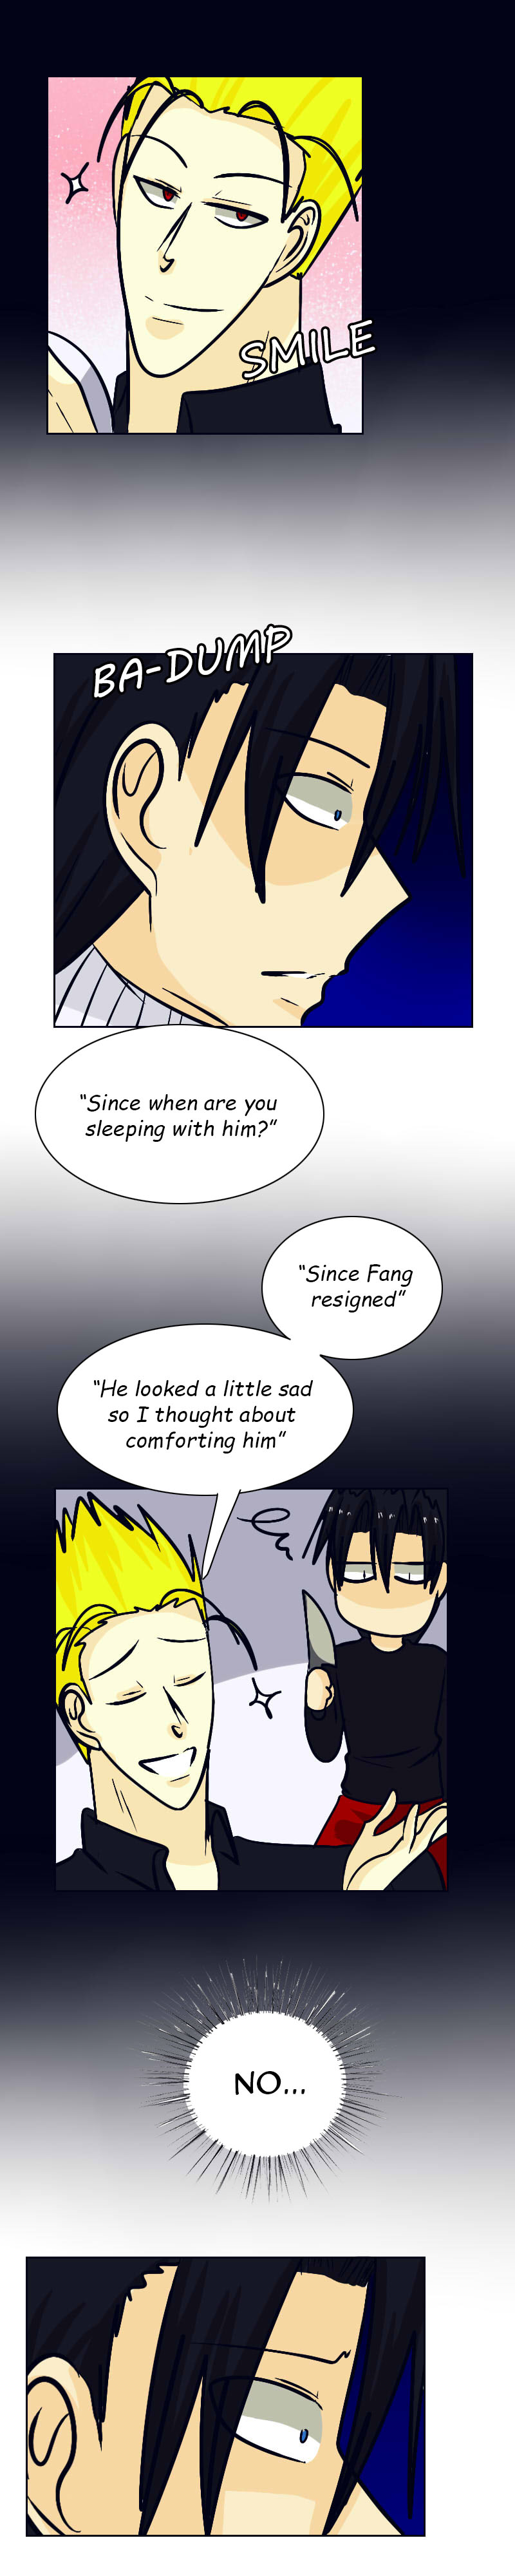 SMILE
BA-DUMP
"Since when are you
sleeping with him?"
"Since Fang
resigned"
"He looked a little sad
so I thought about
comforting him"
NO...